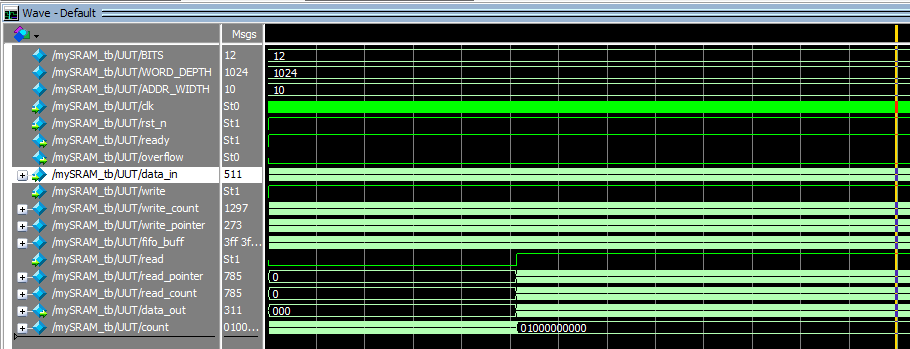 Wave - Default
Msgs
/mySRAM_tb/UUT/BITS 12 12
/mySRAM_tb/UUT/WORD_DEPTH 1024 1024
/mySRAM_tb/UUT/ADDR_WIDTH 10 10
/mySRAM_tb/UUT/clk St0
/mySRAM_tb/UUT/rst_n St1
/mySRAM_tb/UUT/ready St1
/mySRAM_tb/UUT/overflow St0
/mySRAM_tb/UUT/data_in 511
/mySRAM_tb/UUT/write St1
/mySRAM_tb/UUT/write_count 1297
/mySRAM_tb/UUT/write_pointer 273
/mySRAM_tb/UUT/fifo_buff 3ff 3f...
/mySRAM_tb/UUT/read St1
/mySRAM_tb/UUT/read_pointer 785 0
/mySRAM_tb/UUT/read_count 785 0
/mySRAM_tb/UUT/data_out 311 000
/mySRAM_tb/UUT/count 0100... 01000000000